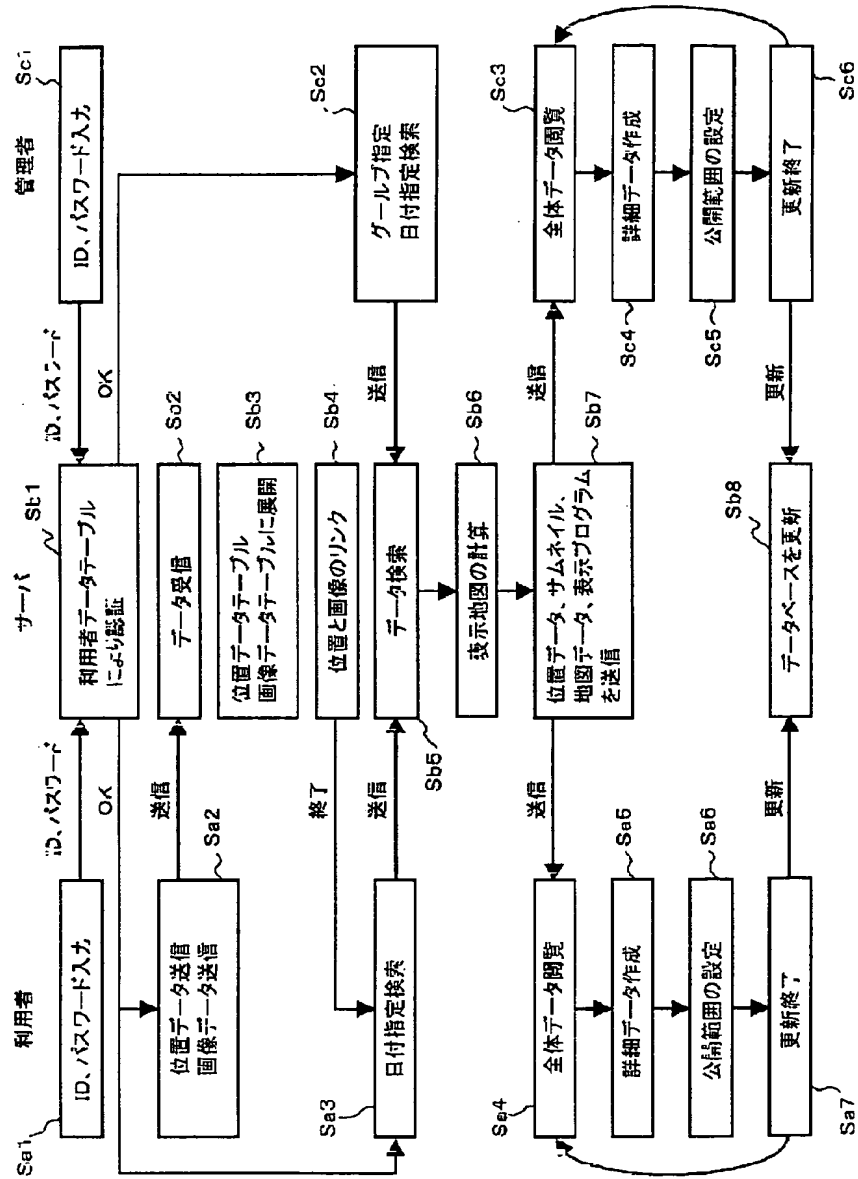 利用者
サーバ
管理者
Sa1
ID、パスワード入力
ID、パスワード
Sb1
利用者データテーブル
により認証
ID、パスワード
ID、パスワード入力
Sc1
OK
OK
位置データ送信
画像データ送信
Sa2
送信
データ受信
So2
位置データテーブル
画像データテーブルに展開
Sb3
位置と画像のリンク
Sb4
終了
Sa3
日付指定検索
送信
データ検索
Sb5
送信
グールプ指定
日付指定検索
Sc2
表示地図の計算
Sb6
位置データ、サムネイル、
地図データ、表示プログラム
を送信
Sb7
送信
送信
Sa4
全体データ閲覧
詳細データ作成
Sa5
公開範囲の設定
Sa6
更新終了
Sa7
更新
データベースを更新
Sb8
更新
全体データ閲覧
Sc3
詳細データ作成
Sc4
公開範囲の設定
Sc5
更新終了
Sc6